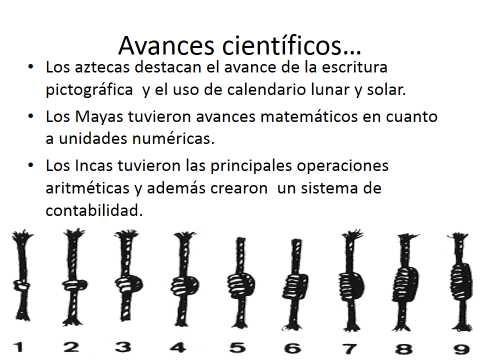 Avances científicos...
• Los aztecas destacan el avance de la escritura
pictográfica y el uso de calendario lunar y solar.
• Los Mayas tuvieron avances matemáticos en cuanto
a unidades numéricas.
• Los Incas tuvieron las principales operaciones
aritméticas y además crearon un sistema de
contabilidad.
1 2 3 4 5 6 7 8 9